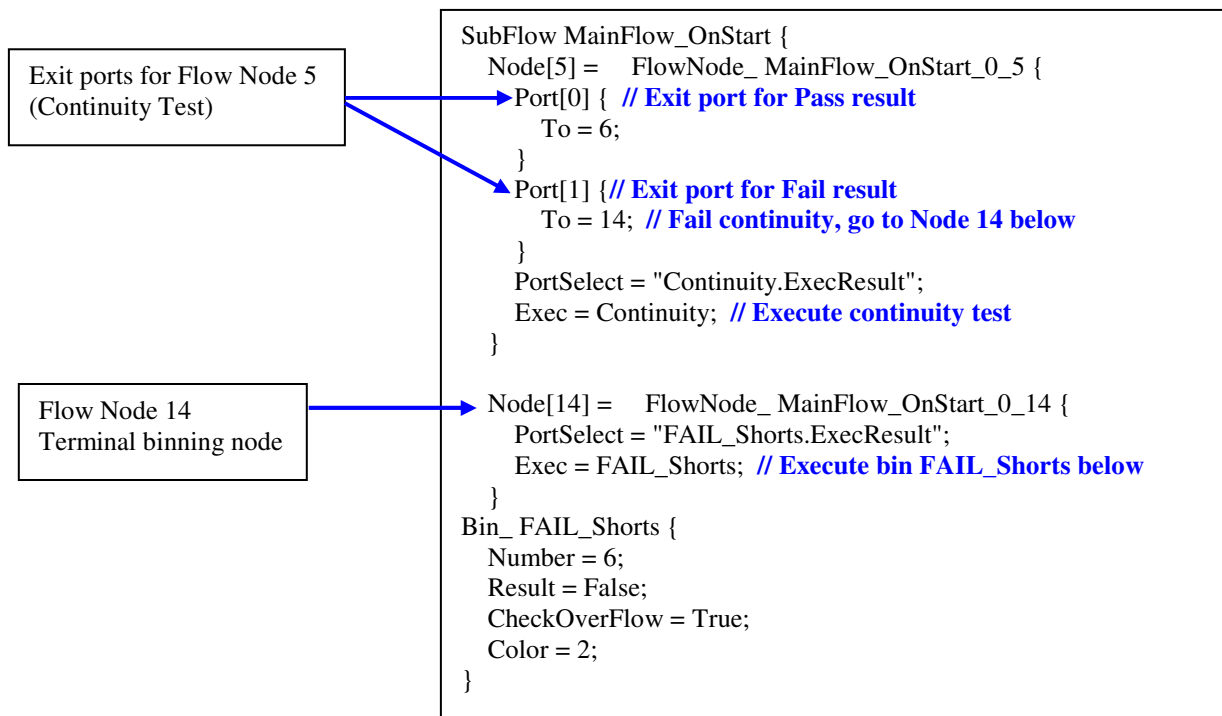 Exit ports for Flow Node 5
(Continuity Test)
Flow Node 14
Terminal binning node
SubFlow MainFlow_OnStart {
Node[5] = FlowNode_ MainFlow_OnStart_0_5 {
Port[0] { // Exit port for Pass result
To = 6;
}
Port[1] {// Exit port for Fail result
To = 14; // Fail continuity, go to Node 14 below
}
PortSelect = "Continuity.ExecResult";
Exec = Continuity; // Execute continuity test
}
Node[14] = FlowNode_ MainFlow_OnStart_0_14 {
PortSelect = "FAIL_Shorts.ExecResult";
Exec = FAIL_Shorts; // Execute bin FAIL_Shorts below
}
Bin_ FAIL_Shorts {
Number = 6;
Result = False;
CheckOverFlow = True;
Color = 2;
}